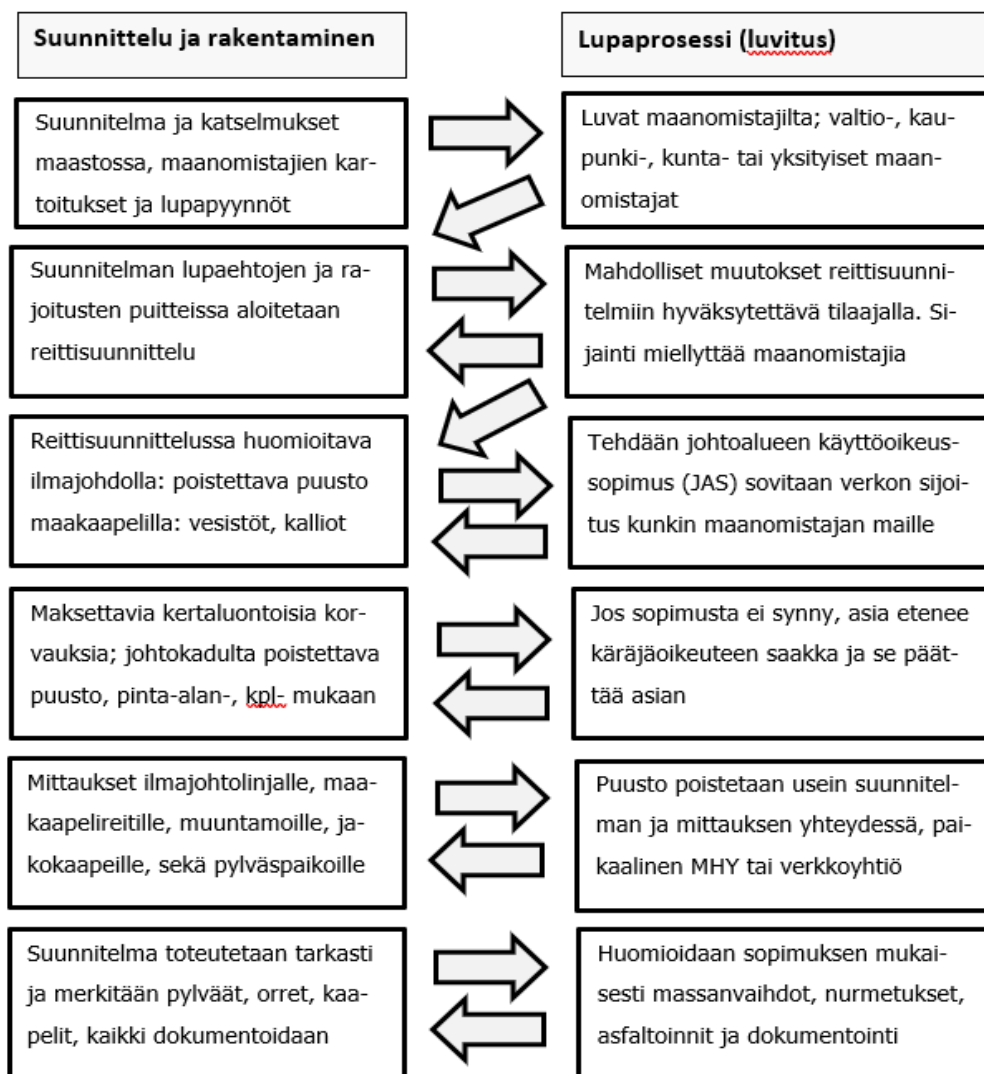 Suunnittelu ja rakentaminen
Lupaprosessi (luvitus)
Suunnitelma ja katselmukset
maastossa, maanomistajien kar-
toitukset ja lupapyynnöt
Luvat maanomistajilta; valtio-, kau-
punki-, kunta- tai yksityiset maan-
omistajat
Suunnitelman lupaehtojen ja ra-
joitusten puitteissa aloitetaan
reittisuunnittelu
Mahdolliset muutokset reittisuunni-
telmiin hyväksytettävä tilaajalla. Si-
jainti miellyttää maanomistajia
Reittisuunnittelussa huomioitava
ilmajohdolla: poistettava puusto
maakaapelilla: vesistöt, kalliot
Tehdään johtoalueen käyttöoikeus-
sopimus (JAS) sovitaan verkon sijoi-
tus kunkin maanomistajan maille
Maksettavia kertaluontoisia kor-
vauksia; johtokadulta poistettava
puusto, pinta-alan-, kpl- mukaan
Jos sopimusta ei synny, asia etenee
käräjäoikeuteen saakka ja se päät-
tää asian
Mittaukset ilmajohtolinjalle, maa-
kaapelireitille, muuntamoille, ja-
kokaapeille, sekä pylväspaikoille
Puusto poistetaan usein suunnitel-
man ja mittauksen yhteydessä, pai-
kaalinen MHY tai verkkoyhtiö
Suunnitelma toteutetaan tarkasti
ja merkitään pylväät, orret, kaa-
pelit, kaikki dokumentoidaan
Huomioidaan sopimuksen mukai-
sesti massanvaihdot, nurmetukset,
asfaltoinnit ja dokumentointi